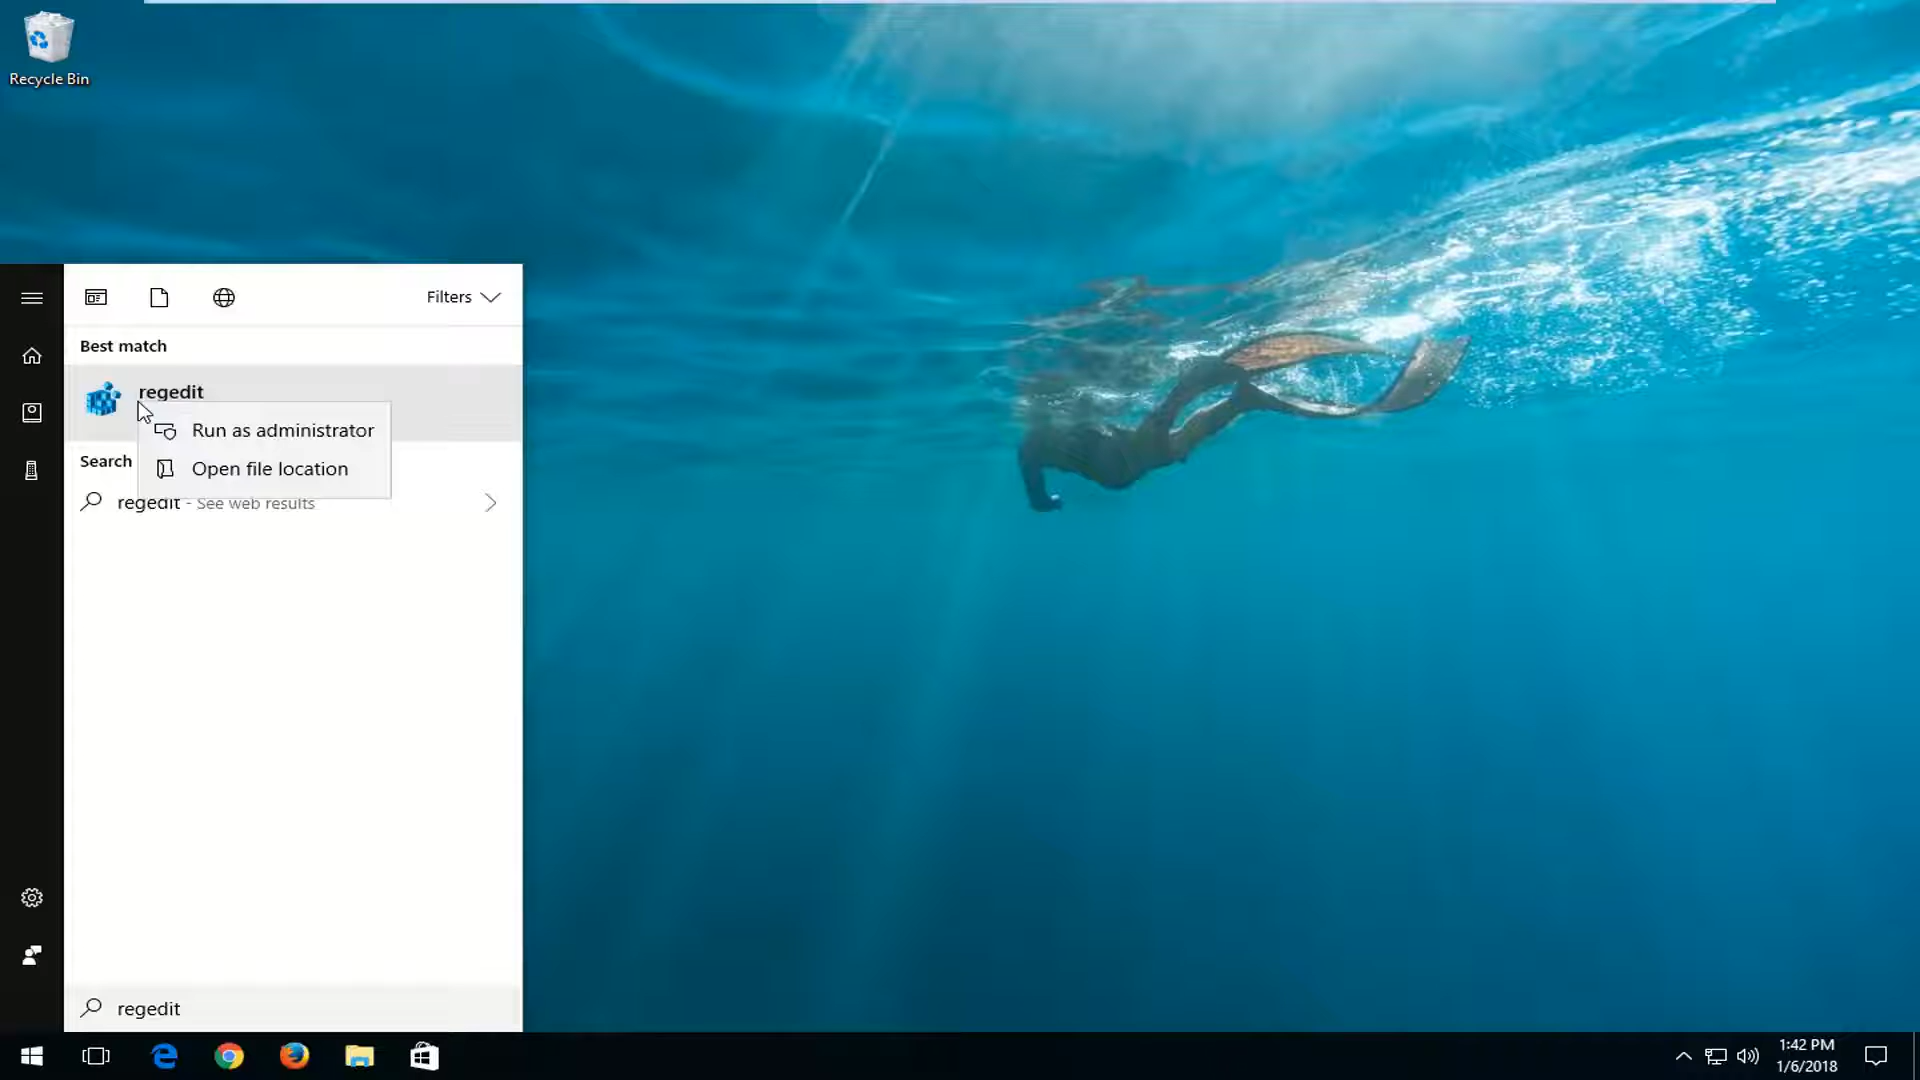 Recycle Bin
Filters
Best match
regedit
Run as administrator
Search
Open file location
regedit - See web results
regedit
1:42 PM
1/6/2018